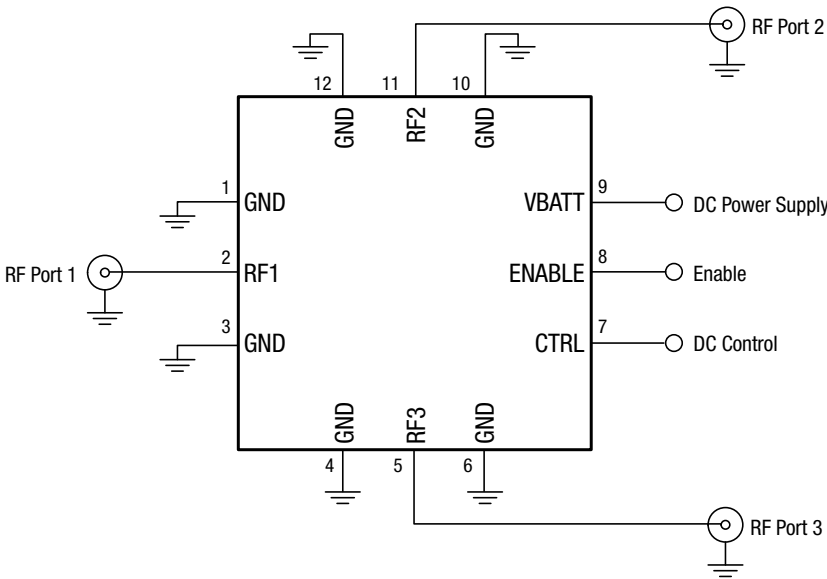 RF Port 2
12
11
10
GND
RF2
GND
1
GND
VBATT
9
DC Power Supply
RF Port 1
2
RF1
ENABLE
8
Enable
3
GND
CTRL
7
DC Control
GND
RF3
GND
4
5
6
RF Port 3